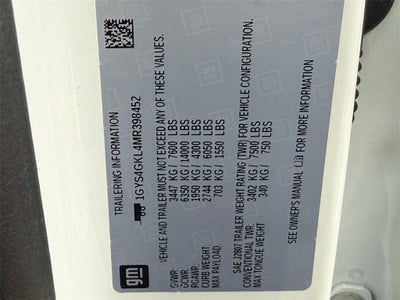 gm
TRAILERING INFORMATION
1GYS4GKL4MR398452
VEHICLE AND TRAILER MUST NOT EXCEED ANY OF THESE VALUES.
GVWR: 3447 KG / 7600 LBS
GCWR: 6350 KG / 14000 LBS
RGAWR: 1950 KG / 4300 LBS
CURB WEIGHT: 2744 KG / 6050 LBS
MAX PAYLOAD: 703 KG / 1550 LBS
SAE J2807 TRAILER WEIGHT RATING (TWR) FOR VEHICLE CONFIGURATION.
CONVENTIONAL TWR: 3402 KG / 7500 LBS
MAX TONGUE WEIGHT: 340 KG / 750 LBS
SEE OWNER'S MANUAL FOR MORE INFORMATION.